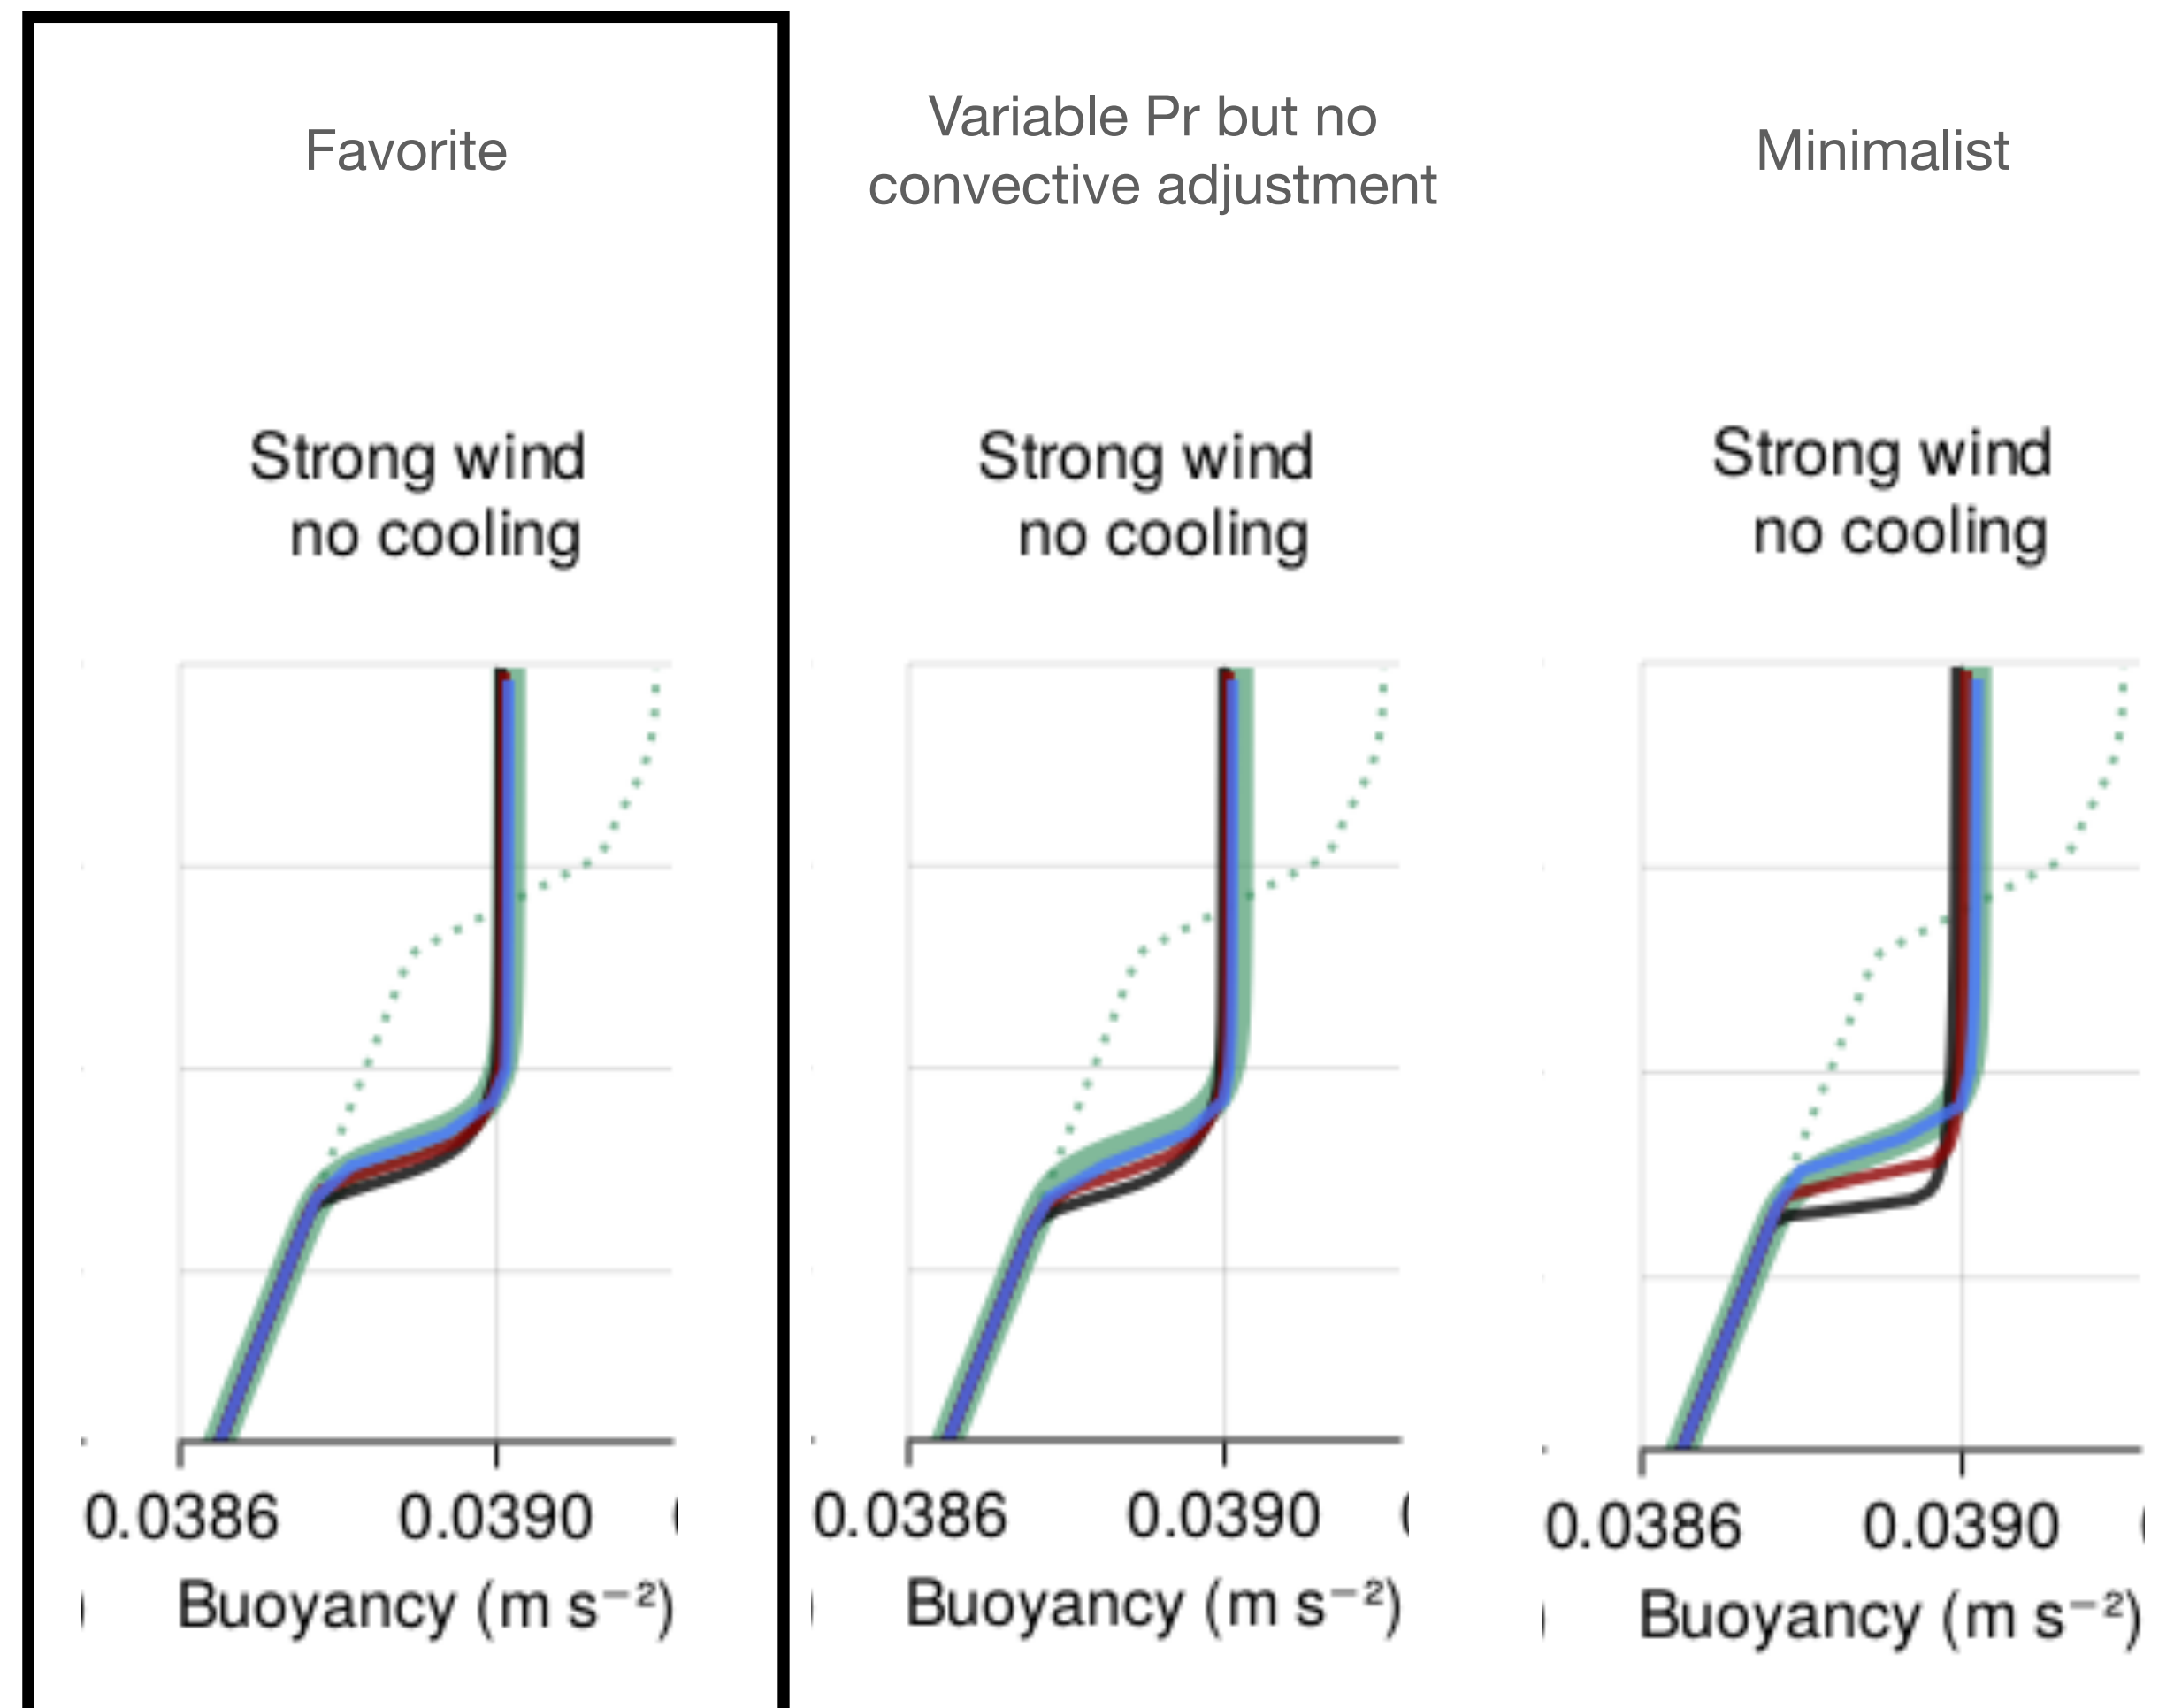 Favorite
Variable Pr but no
convective adjustment
Minimalist
Strong wind
no cooling
Strong wind
no cooling
Strong wind
no cooling
0.0386 0.0390
0.0386 0.0390
0.0386 0.0390
Buoyancy (m s⁻²)
Buoyancy (m s⁻²)
Buoyancy (m s⁻²)